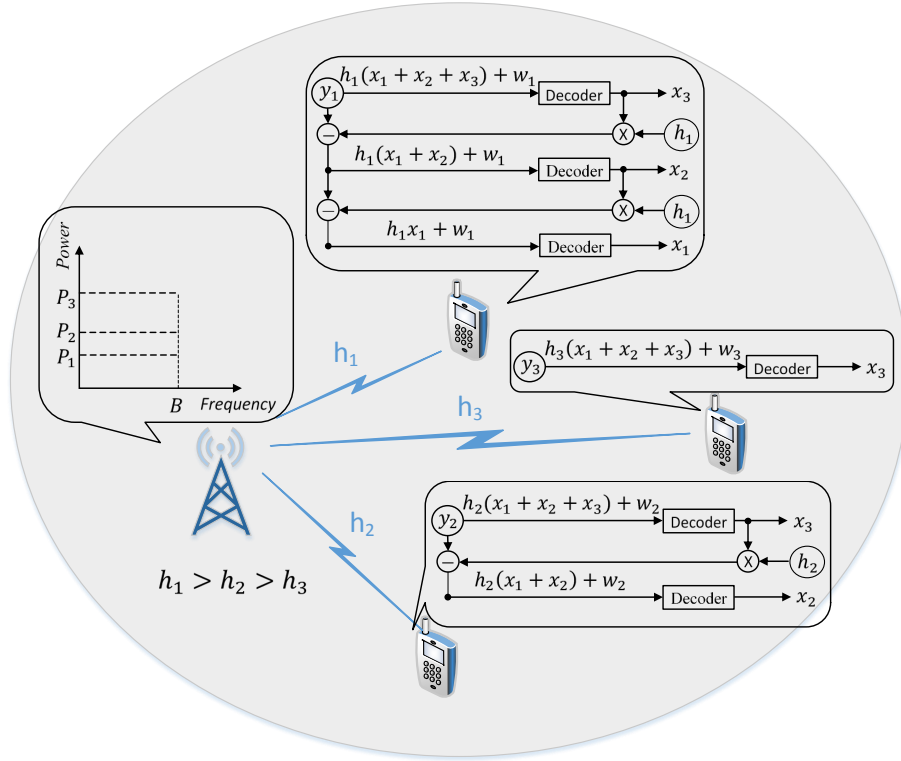 h₁(x₁ + x₂ + x₃) + w₁
y₁
Decoder
x₃
−
X
h₁
h₁(x₁ + x₂) + w₁
Decoder
x₂
−
X
h₁
h₁x₁ + w₁
Decoder
x₁
Power
P₃
P₂
P₁
B
Frequency
h₁
h₃(x₁ + x₂ + x₃) + w₃
y₃
Decoder
x₃
h₃
h₂
h₂(x₁ + x₂ + x₃) + w₂
y₂
Decoder
x₃
−
X
h₂
h₂(x₁ + x₂) + w₂
Decoder
x₂
h₁ > h₂ > h₃